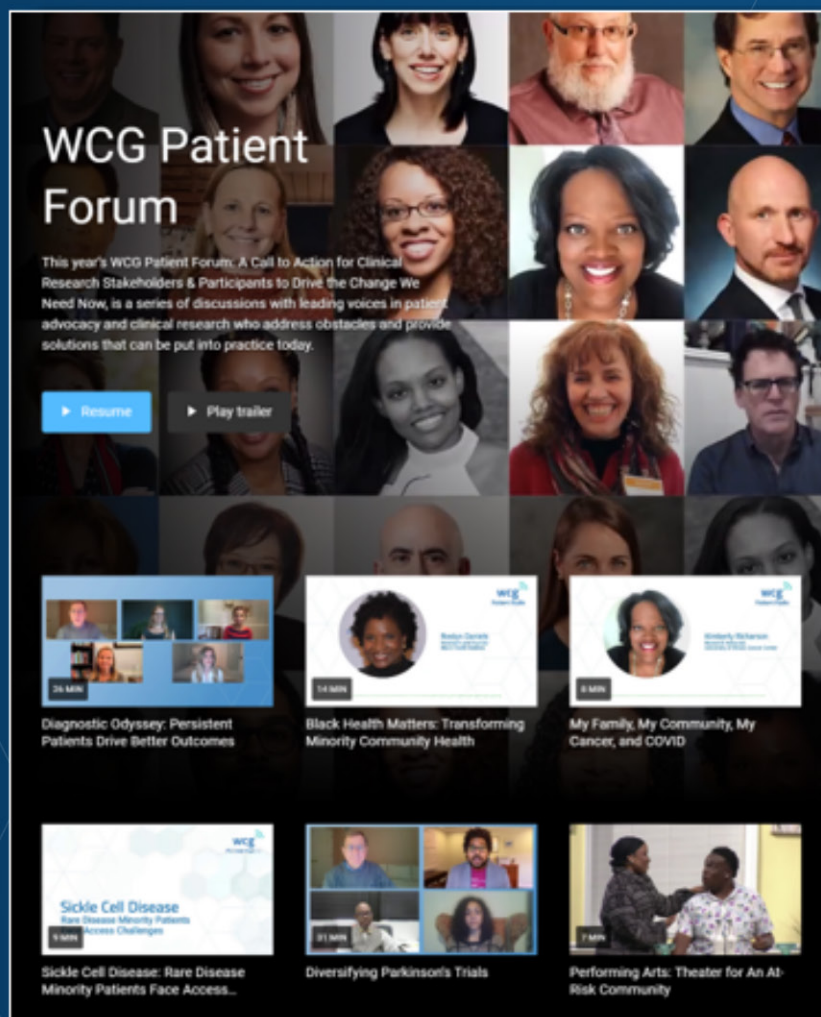 WCG Patient
Forum
This year's WCG Patient Forum: A Call to Action for Clinical
Research Stakeholders & Participants to Drive the Change We
Need Now, is a series of discussions with leading voices in patient
advocacy and clinical research who address obstacles and provide
solutions that can be put into practice today.
Resume
Play trailer
26 MIN
Diagnostic Odyssey: Persistent
Patients Drive Better Outcomes
wcg
14 MIN
Black Health Matters: Transforming
Minority Community Health
wcg
Kimberly Richardson
8 MIN
My Family, My Community, My
Cancer, and COVID
wcg
Sickle Cell Disease
Rare Disease Minority Patients
Access Challenges
9 MIN
Sickle Cell Disease: Rare Disease
Minority Patients Face Access...
31 MIN
Diversifying Parkinson's Trials
7 MIN
Performing Arts: Theater for An At-
Risk Community